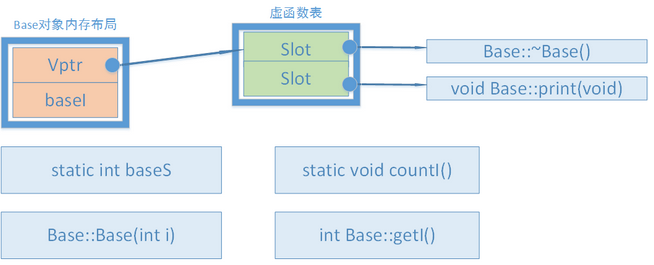 Base对象内存布局
虚函数表
Vptr
baseI
Slot
Slot
Base::~Base()
void Base::print(void)
static int baseS
static void countI()
Base::Base(int i)
int Base::getI()